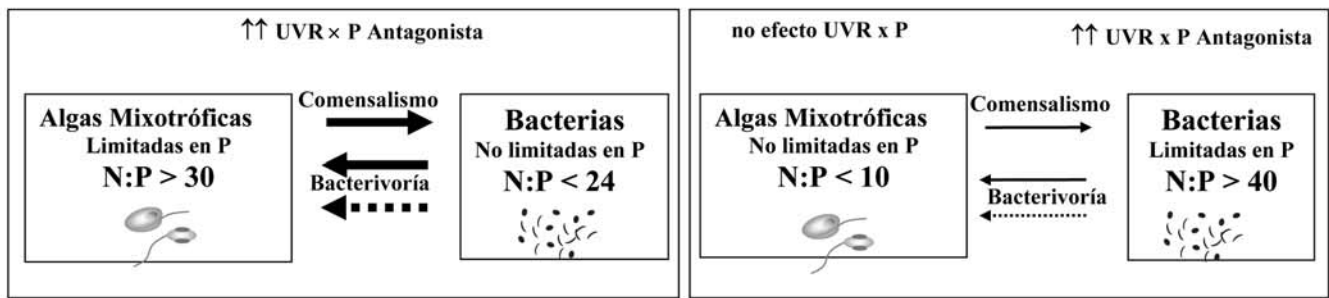 ↑↑ UVR × P Antagonista
Algas Mixotróficas
Limitadas en P
N:P > 30
Comensalismo
Bacterivoría
Bacterias
No limitadas en P
N:P < 24
no efecto UVR x P
↑↑ UVR x P Antagonista
Algas Mixotróficas
No limitadas en P
N:P < 10
Comensalismo
Bacterivoría
Bacterias
Limitadas en P
N:P > 40